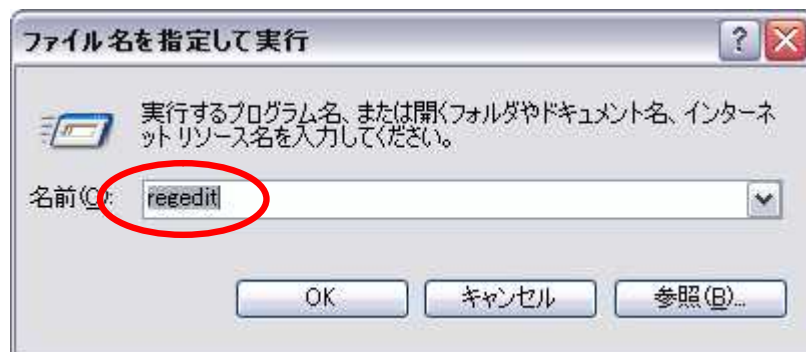 ファイル名を指定して実行
実行するプログラム名、または開くフォルダやドキュメント名、インターネ
ット リソース名を入力してください。
名前(O): regedit
OK キャンセル 参照(B)...